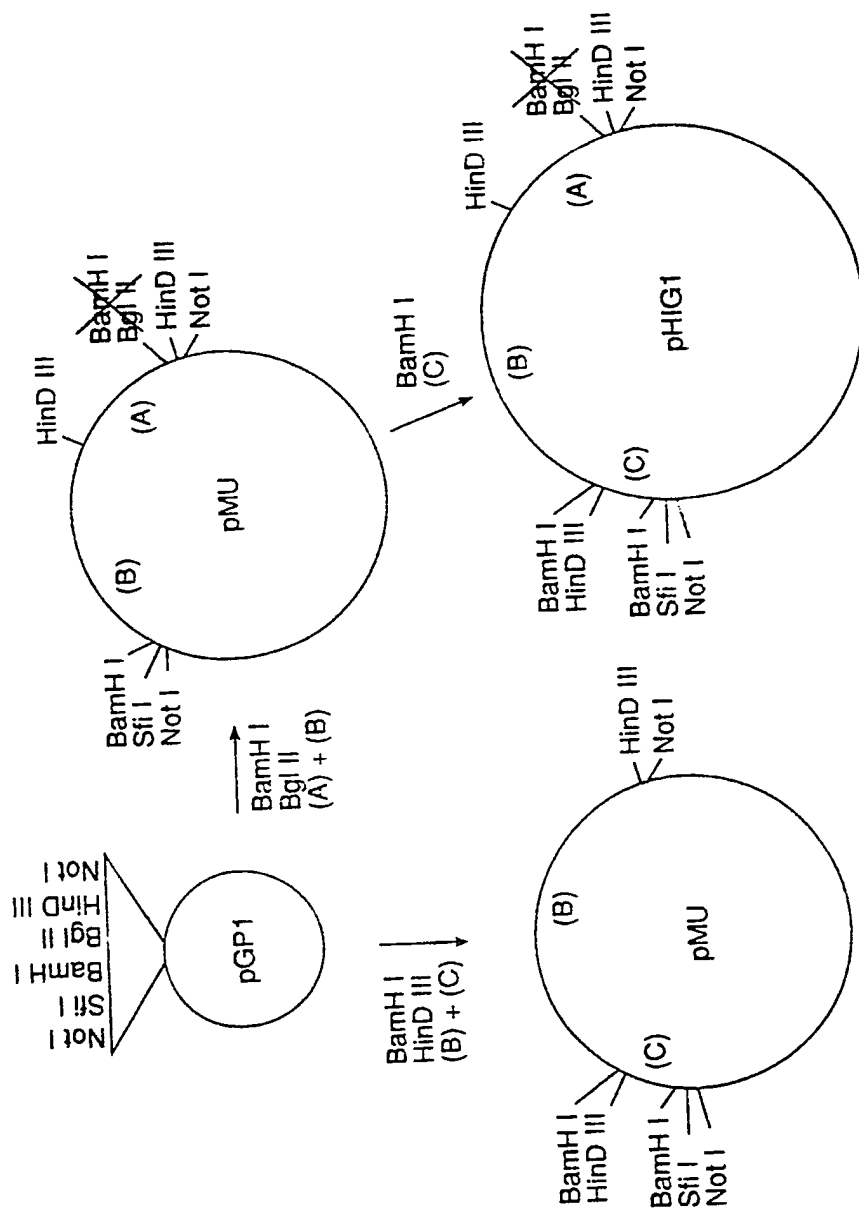 Not I
Sfi I
BamH I
Bgl II
HinD III
Not I
pGP1
BamH I
Bgl II
(A) + (B)
BamH I
Sfi I
Not I
(B)
HinD III
(A)
BamH I
Bgl II
HinD III
Not I
pMU
BamH I
HinD III
(B) + (C)
BamH I
(C)
BamH I
HinD III
(C)
BamH I
Sfi I
Not I
(B)
HinD III
Not I
pMU
BamH I
HinD III
(C)
BamH I
Sfi I
Not I
(B)
HinD III
(A)
BamH I
Bgl II
HinD III
Not I
pHIG1